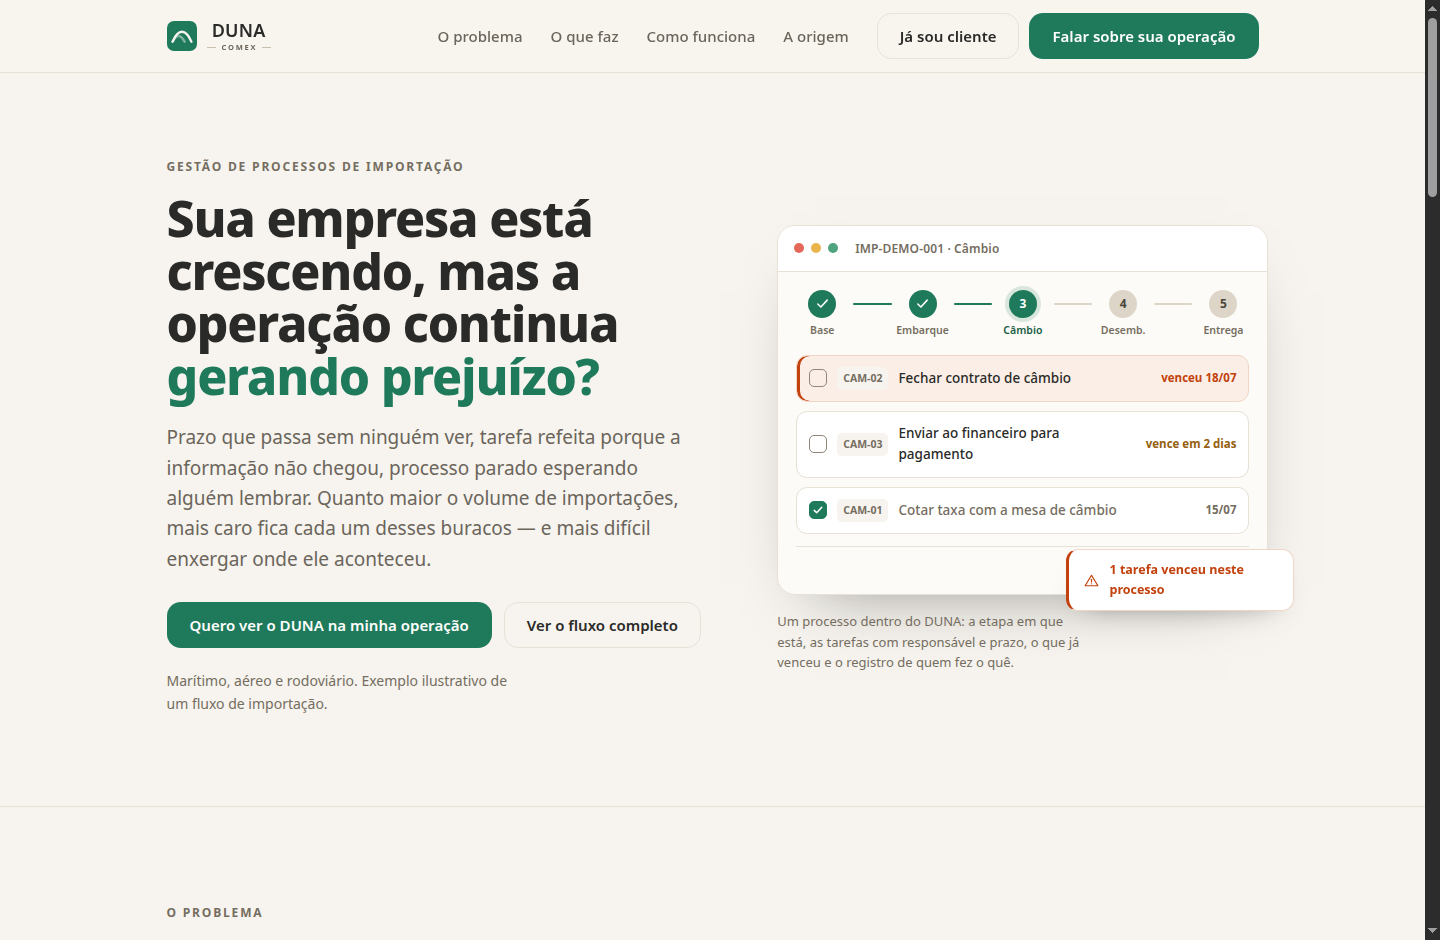 DUNA
COMEX
O problema
O que faz
Como funciona
A origem
Já sou cliente
Falar sobre sua operação
GESTÃO DE PROCESSOS DE IMPORTAÇÃO
Sua empresa está
crescendo, mas a
operação continua
gerando prejuízo?
Prazo que passa sem ninguém ver, tarefa refeita porque a
informação não chegou, processo parado esperando
alguém lembrar. Quanto maior o volume de importações,
mais caro fica cada um desses buracos — e mais difícil
enxergar onde ele aconteceu.
Quero ver o DUNA na minha operação
Ver o fluxo completo
Marítimo, aéreo e rodoviário. Exemplo ilustrativo de
um fluxo de importação.
IMP-DEMO-001 · Câmbio
3
4
5
Base
Embarque
Câmbio
Desemb.
Entrega
CAM-02 Fechar contrato de câmbio venceu 18/07
CAM-03 Enviar ao financeiro para
pagamento
vence em 2 dias
CAM-01 Cotar taxa com a mesa de câmbio 15/07
1 tarefa venceu neste
processo
Um processo dentro do DUNA: a etapa em que
está, as tarefas com responsável e prazo, o que já
venceu e o registro de quem fez o quê.
O PROBLEMA